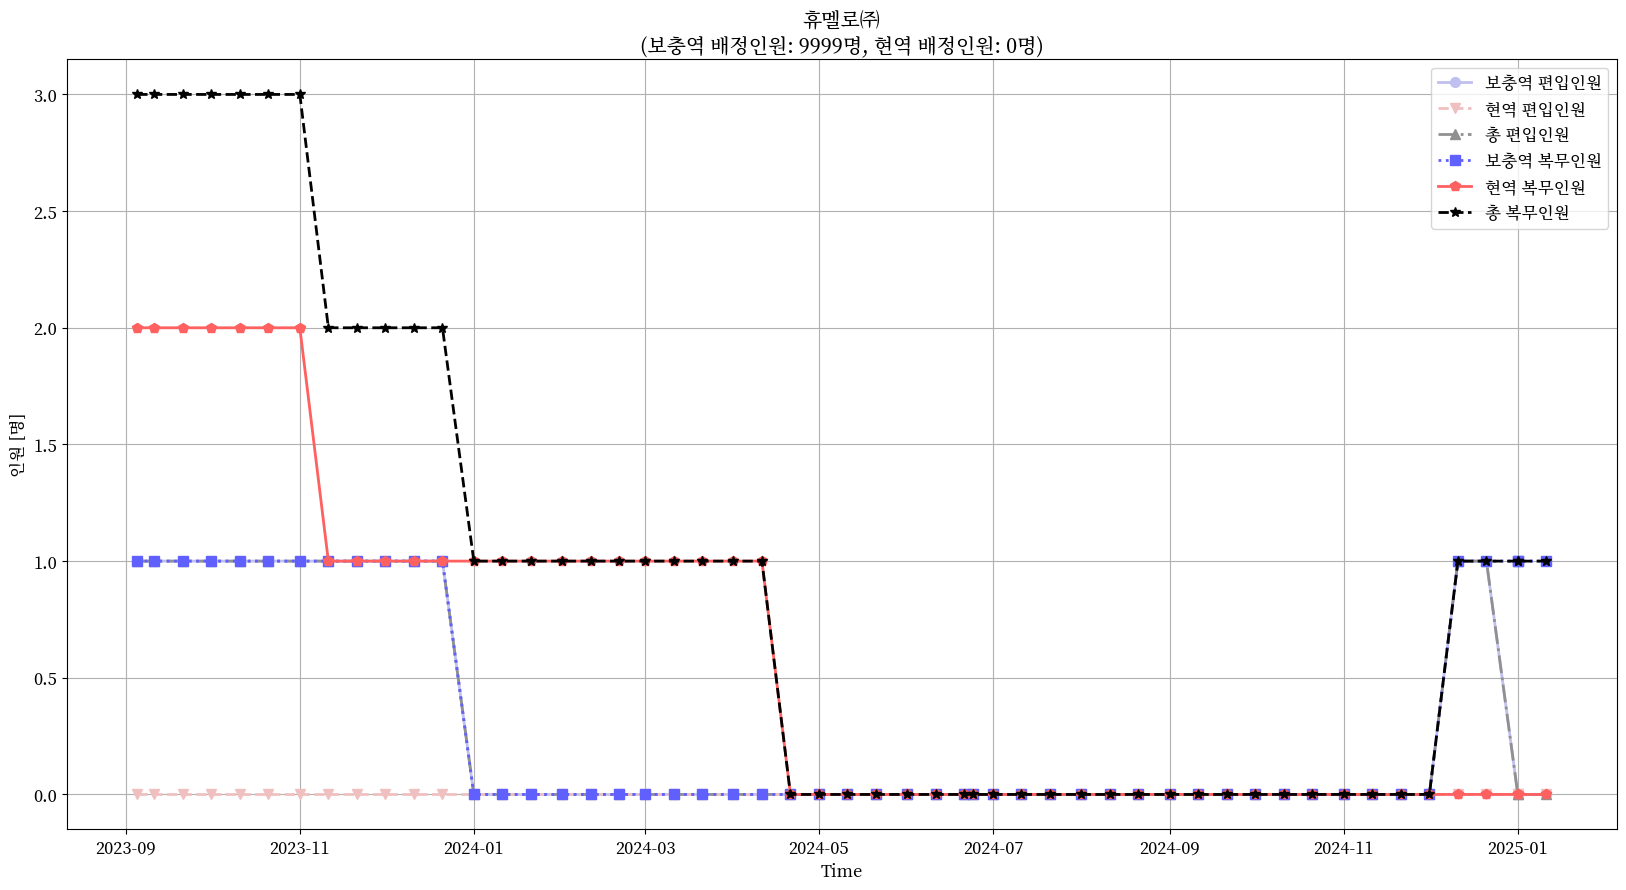 휴멜로㈜
(보충역 배정인원: 9999명, 현역 배정인원: 0명)
보충역 편입인원
현역 편입인원
총 편입인원
보충역 복무인원
현역 복무인원
총 복무인원
인원 [명]
3.0
2.5
2.0
1.5
1.0
0.5
0.0
2023-09
2023-11
2024-01
2024-03
2024-05
2024-07
2024-09
2024-11
2025-01
Time